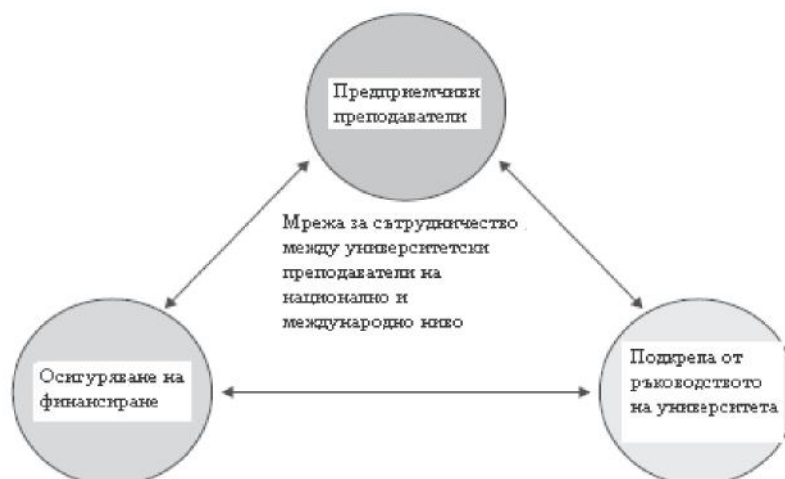 Предприемчиви
преподаватели
Мрежа за сътрудничество
между университетски
преподаватели на
национално и
международно ниво
Осигуряване на
финансиране
Подкрепа от
ръководството
на университета